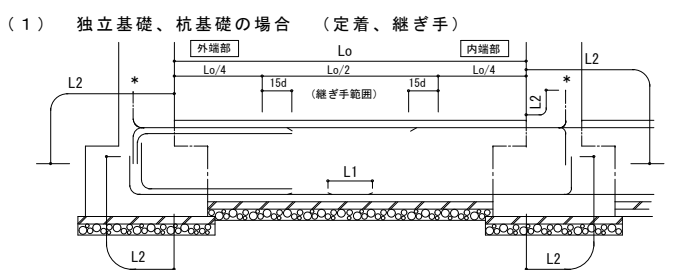 (1) 独立基礎、杭基礎の場合 (定着、継ぎ手)
外端部 Lo 内端部
L2 * Lo/4 Lo/2 Lo/4 * L2
15d (継ぎ手範囲) 15d L2
L1
L2 L2